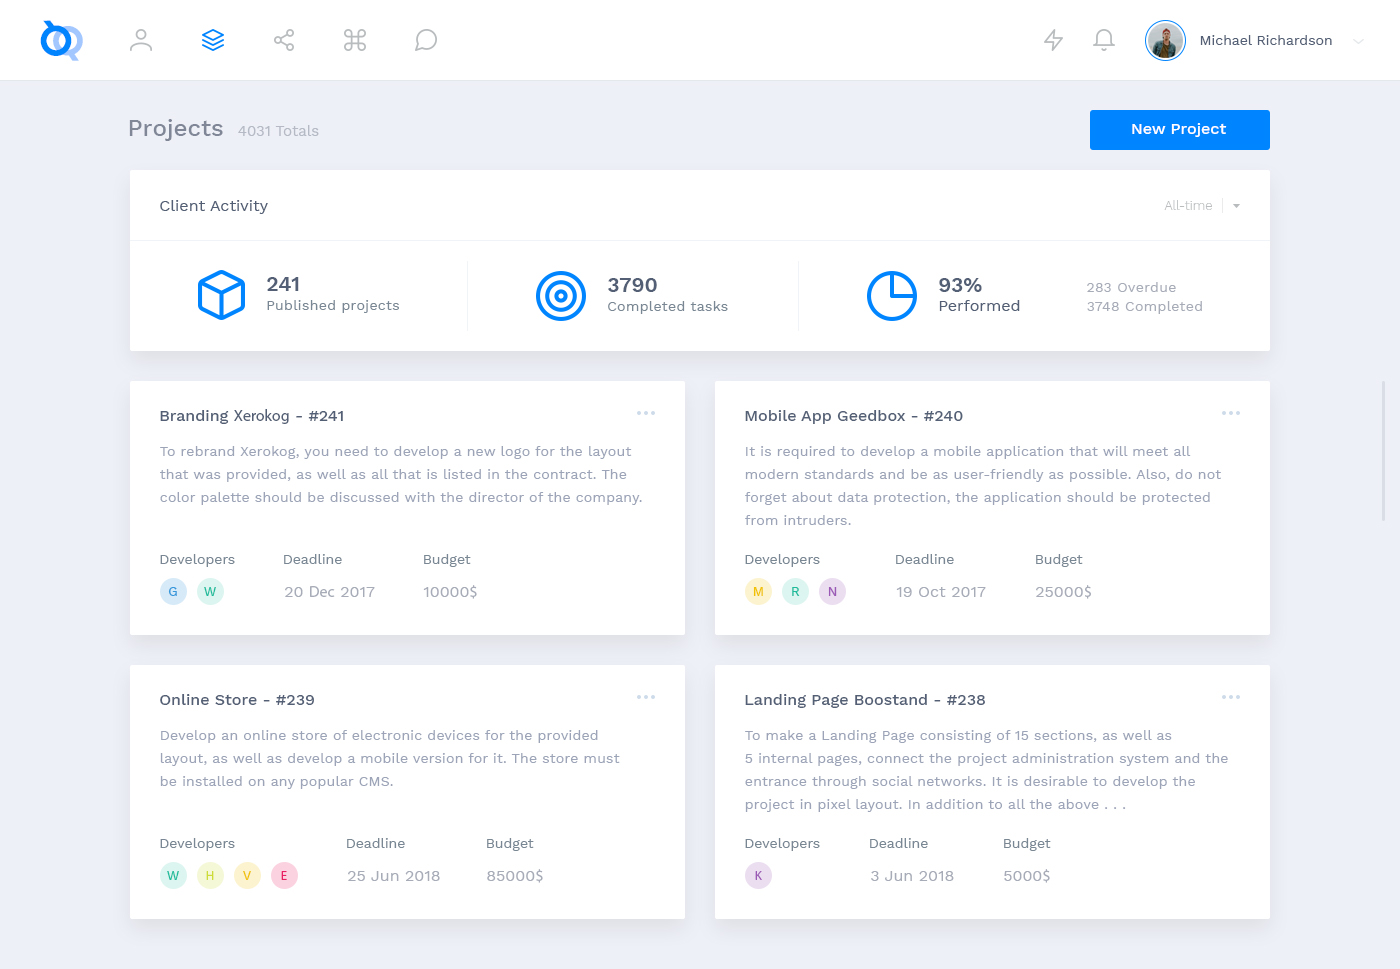 Michael Richardson
Projects 4031 Totals
New Project
Client Activity
All-time
241
Published projects
3790
Completed tasks
93%
Performed
283 Overdue
3748 Completed
Branding Xerokog - #241
To rebrand Xerokog, you need to develop a new logo for the layout
that was provided, as well as all that is listed in the contract. The
color palette should be discussed with the director of the company.
Developers Deadline Budget
G W 20 Dec 2017 10000$
Mobile App Geedbox - #240
It is required to develop a mobile application that will meet all
modern standards and be as user-friendly as possible. Also, do not
forget about data protection, the application should be protected
from intruders.
Developers Deadline Budget
M R N 19 Oct 2017 25000$
Online Store - #239
Develop an online store of electronic devices for the provided
layout, as well as develop a mobile version for it. The store must
be installed on any popular CMS.
Developers Deadline Budget
W H V E 25 Jun 2018 85000$
Landing Page Boostand - #238
To make a Landing Page consisting of 15 sections, as well as
5 internal pages, connect the project administration system and the
entrance through social networks. It is desirable to develop the
project in pixel layout. In addition to all the above . . .
Developers Deadline Budget
K 3 Jun 2018 5000$